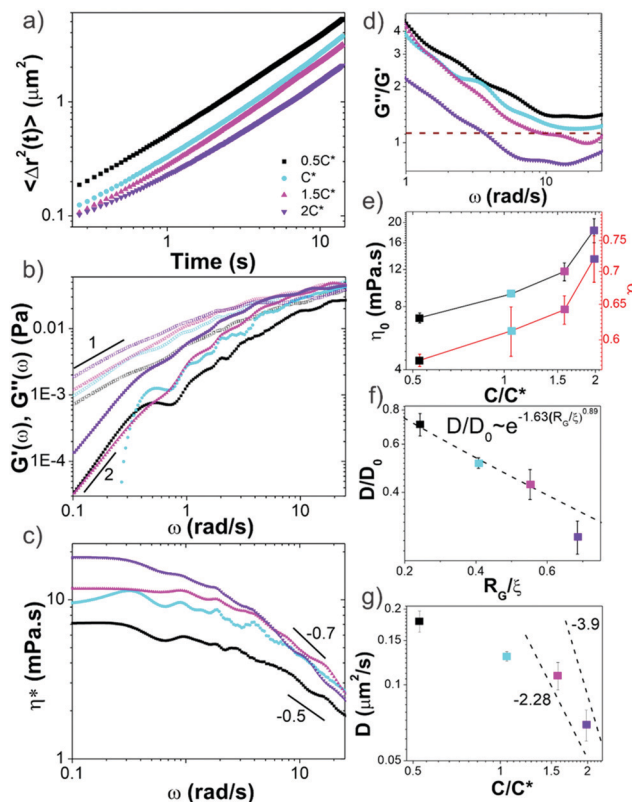 a)
<Δr²(t)> (μm²)
1
0.1
0.5C*
C*
1.5C*
2C*
1
10
Time (s)
b)
G'(ω), G''(ω) (Pa)
0.01
1E-3
1E-4
1
2
0.1
1
10
ω (rad/s)
c)
η* (mPa.s)
10
1
-0.7
-0.5
0.1
1
10
ω (rad/s)
d)
G''/G'
4
3
2
1
1
10
ω (rad/s)
e)
η₀ (mPa.s)
20
16
12
8
4
0.75
0.7
0.65
0.6
0.5
1
1.5
2
C/C*
f)
D/D₀
0.8
0.4
D/D₀~e^-1.63(R_G/ξ)^0.89
0.2
0.4
0.6
R_G/ξ
g)
D (μm²/s)
0.2
0.15
0.1
0.05
-3.9
-2.28
0.5
1
1.5
2
C/C*